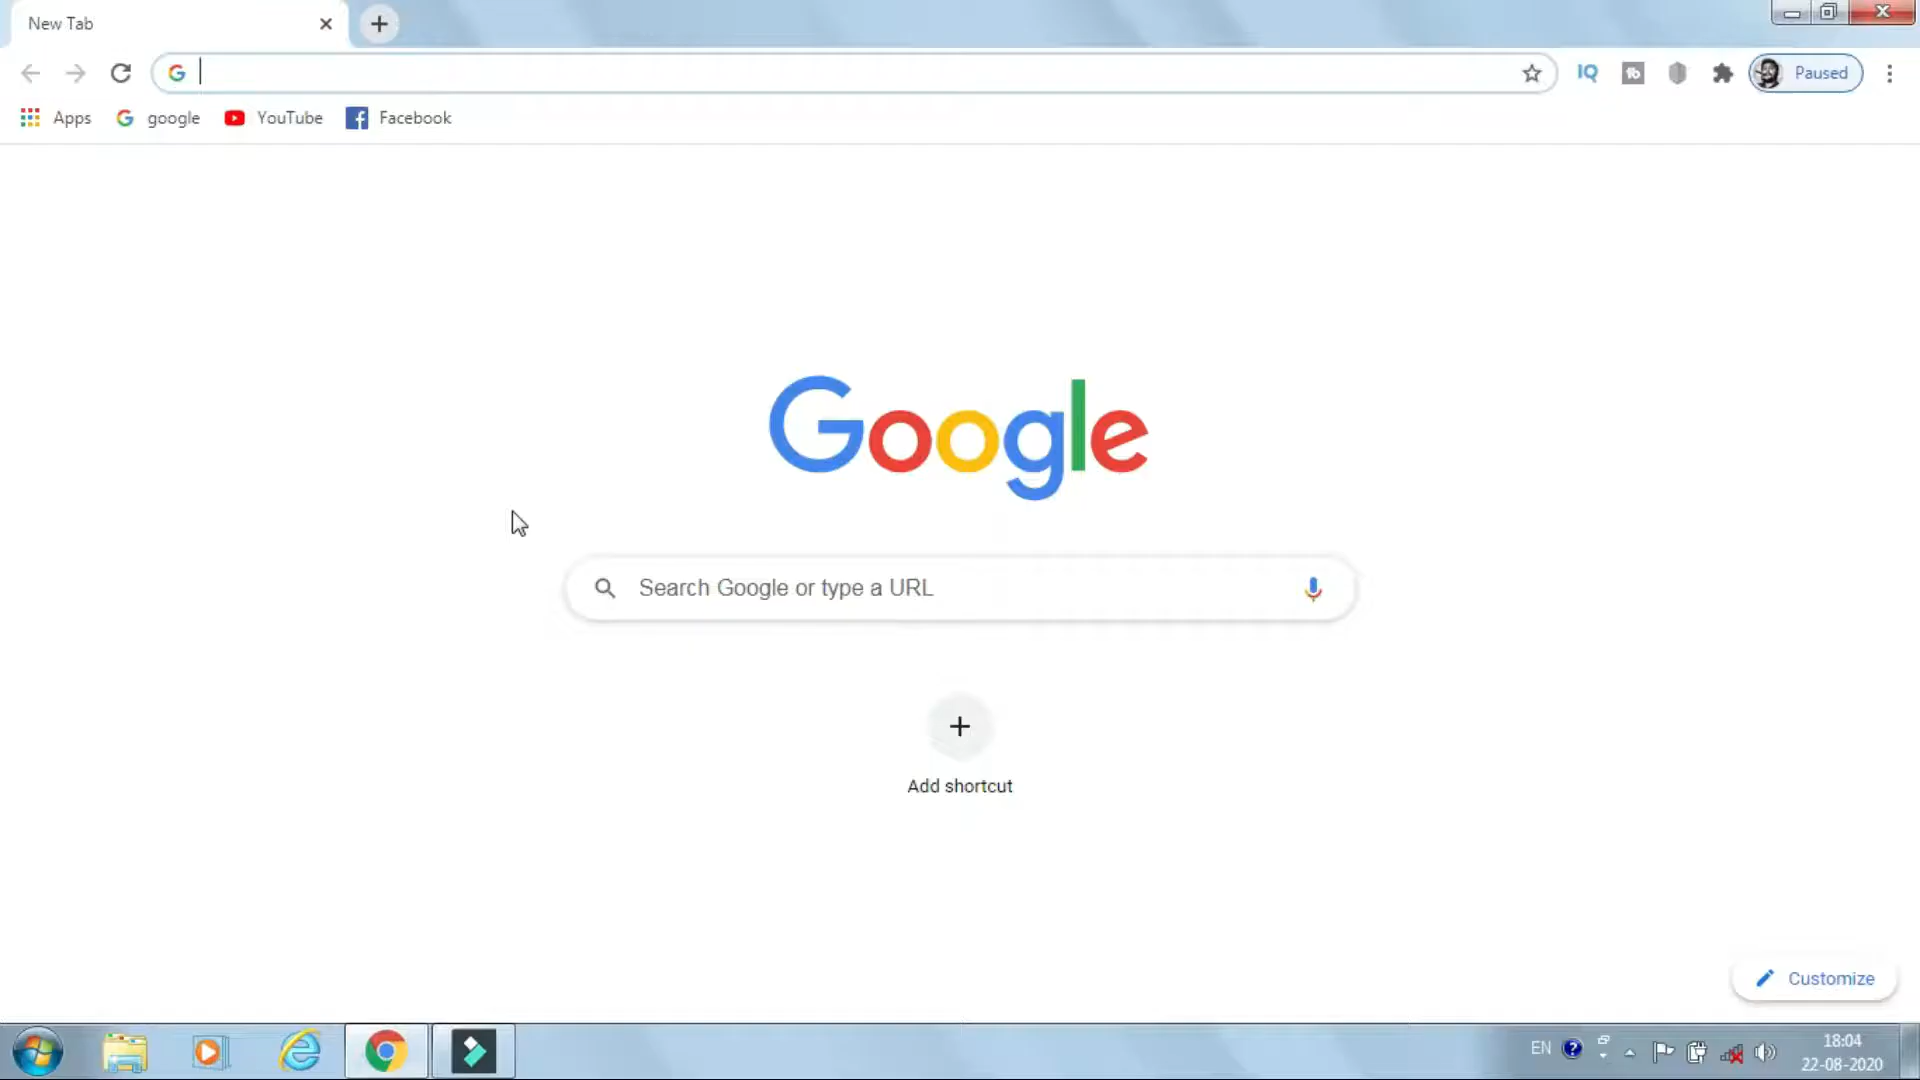 New Tab
Paused
Apps google YouTube Facebook
Google
Search Google or type a URL
Add shortcut
Customize
EN 18:04
22-08-2020